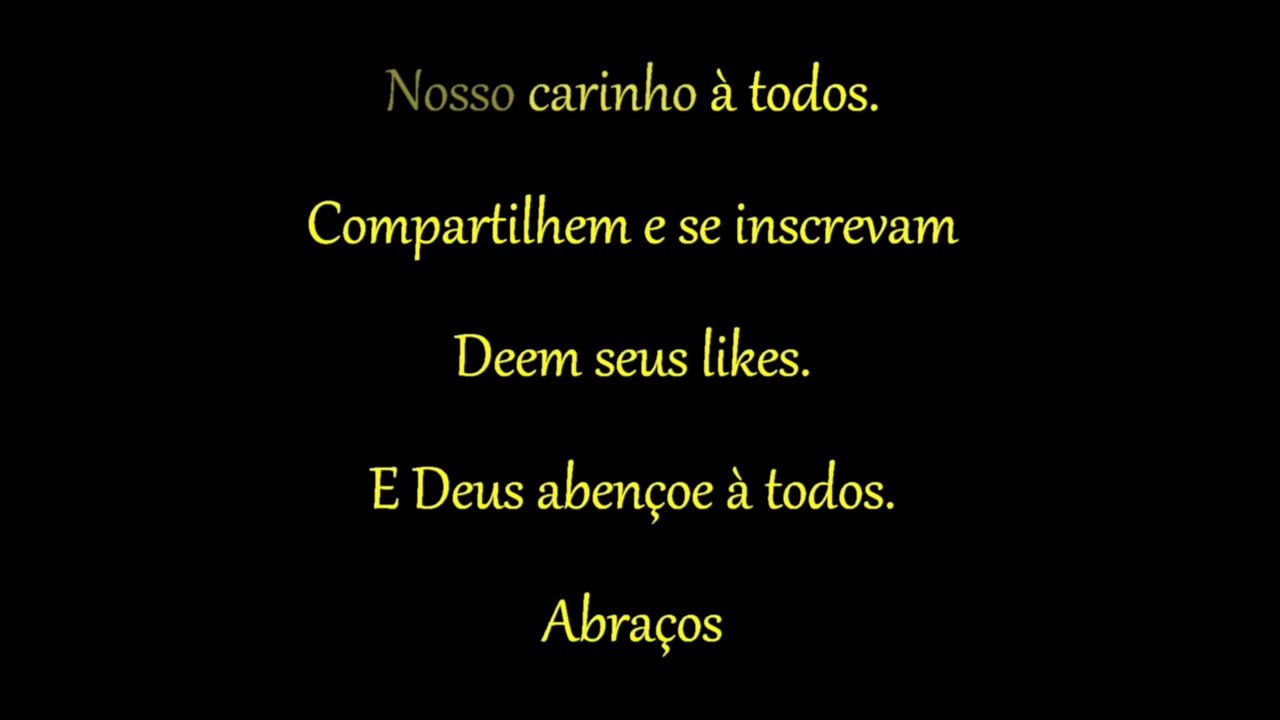 Nosso carinho à todos.
Compartilhem e se inscrevam
Deem seus likes.
E Deus abençoe à todos.
Abraços